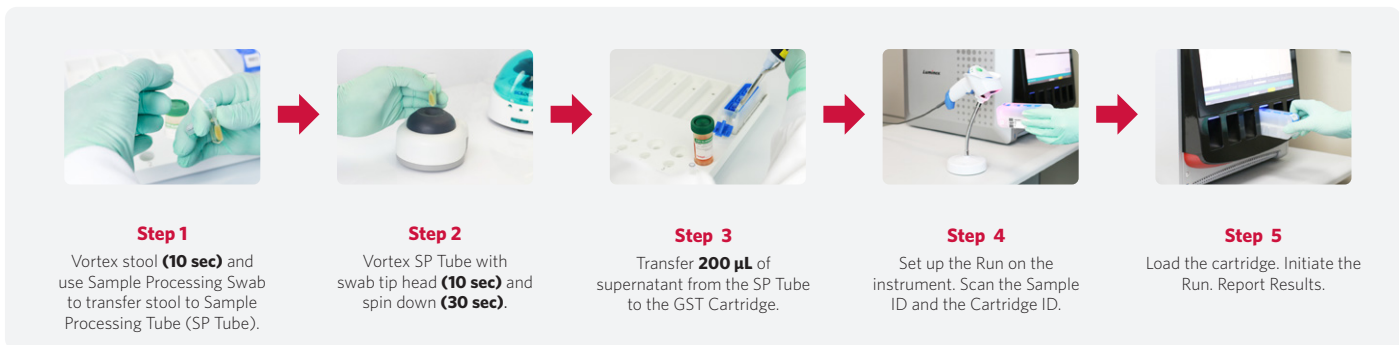 LUMINEX
Step 1
Vortex stool (10 sec) and
use Sample Processing Swab
to transfer stool to Sample
Processing Tube (SP Tube).
Step 2
Vortex SP Tube with
swab tip head (10 sec) and
spin down (30 sec).
Step 3
Transfer 200 µL of
supernatant from the SP Tube
to the GST Cartridge.
Step 4
Set up the Run on the
instrument. Scan the Sample
ID and the Cartridge ID.
Step 5
Load the cartridge. Initiate the
Run. Report Results.